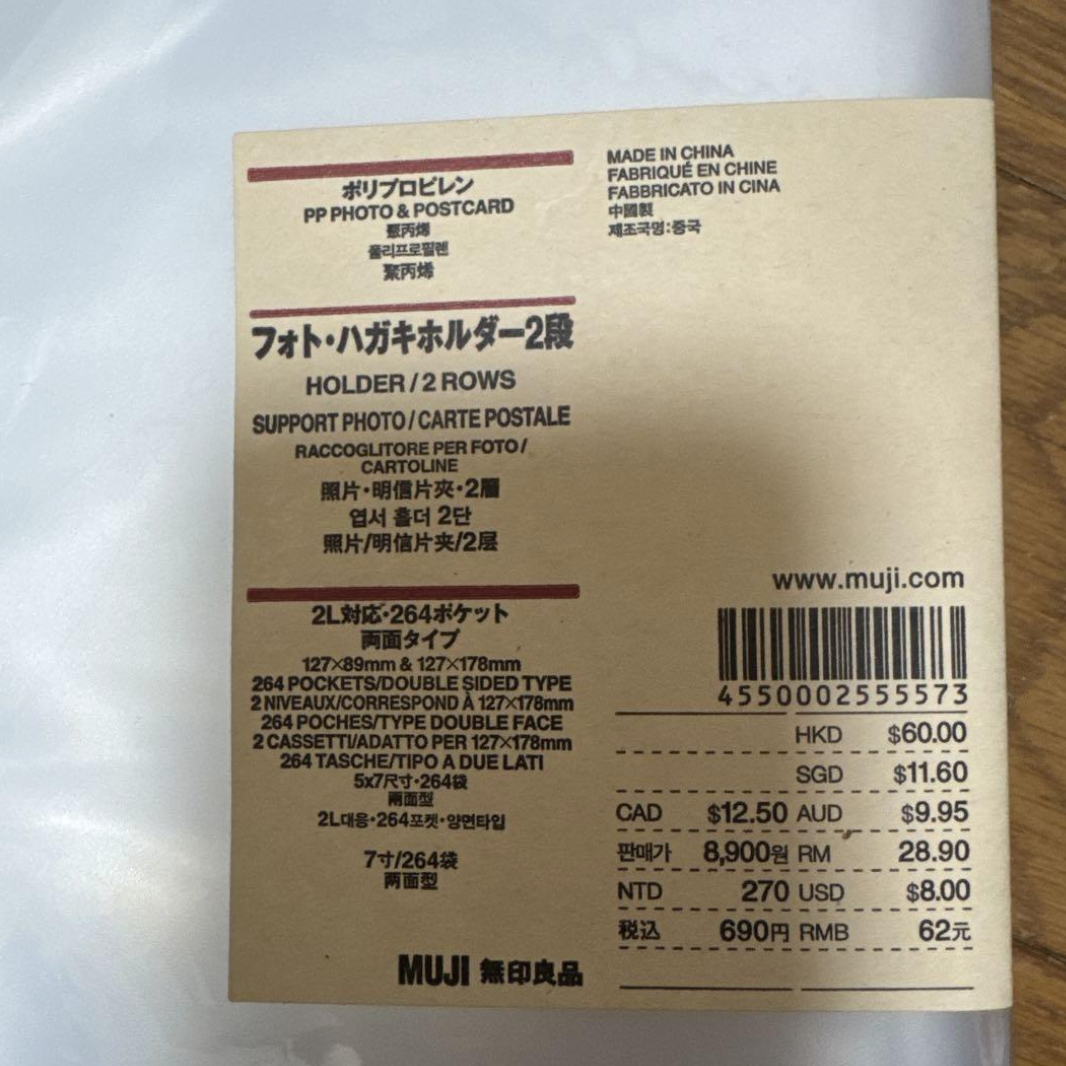 ポリプロピレン
PP PHOTO & POSTCARD
聚丙烯
폴리프로필렌
聚丙烯
フォト・ハガキホルダー2段
HOLDER / 2 ROWS
SUPPORT PHOTO / CARTE POSTALE
RACCOGLITORE PER FOTO /
CARTOLINE
照片・明信片夾・2層
엽서 홀더 2단
照片/明信片夹/2层
2L対応・264ポケット
両面タイプ
127×89mm & 127×178mm
264 POCKETS/DOUBLE SIDED TYPE
2 NIVEAUX/CORRESPOND À 127×178mm
264 POCHES/TYPE DOUBLE FACE
2 CASSETTI/ADATTO PER 127×178mm
264 TASCHE/TIPO A DUE LATI
5x7尺寸・264袋
兩面型
2L대응・264포켓・양면타입
7寸/264袋
两面型
MUJI 無印良品
MADE IN CHINA
FABRIQUÉ EN CHINE
FABBRICATO IN CINA
中國製
제조국명:중국
www.muji.com
4550002555573
HKD $60.00
SGD $11.60
CAD $12.50 AUD $9.95
판매가 8,900원 RM 28.90
NTD 270 USD $8.00
税込 690円 RMB 62元